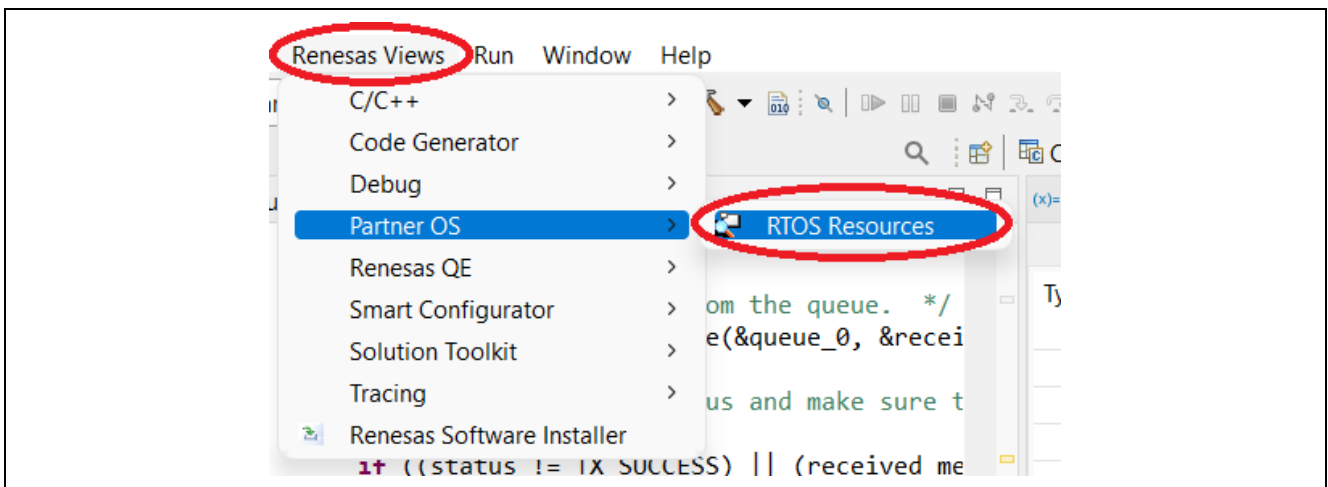 Renesas Views Run Window Help
C/C++
010
Code Generator
Debug
(x)=
Partner OS
RTOS Resources
Renesas QE
om the queue. */
Smart Configurator
e(&queue_0, &recei
Solution Toolkit
us and make sure t
Tracing
Renesas Software Installer
if ((status != TX_SUCCESS) || (received me